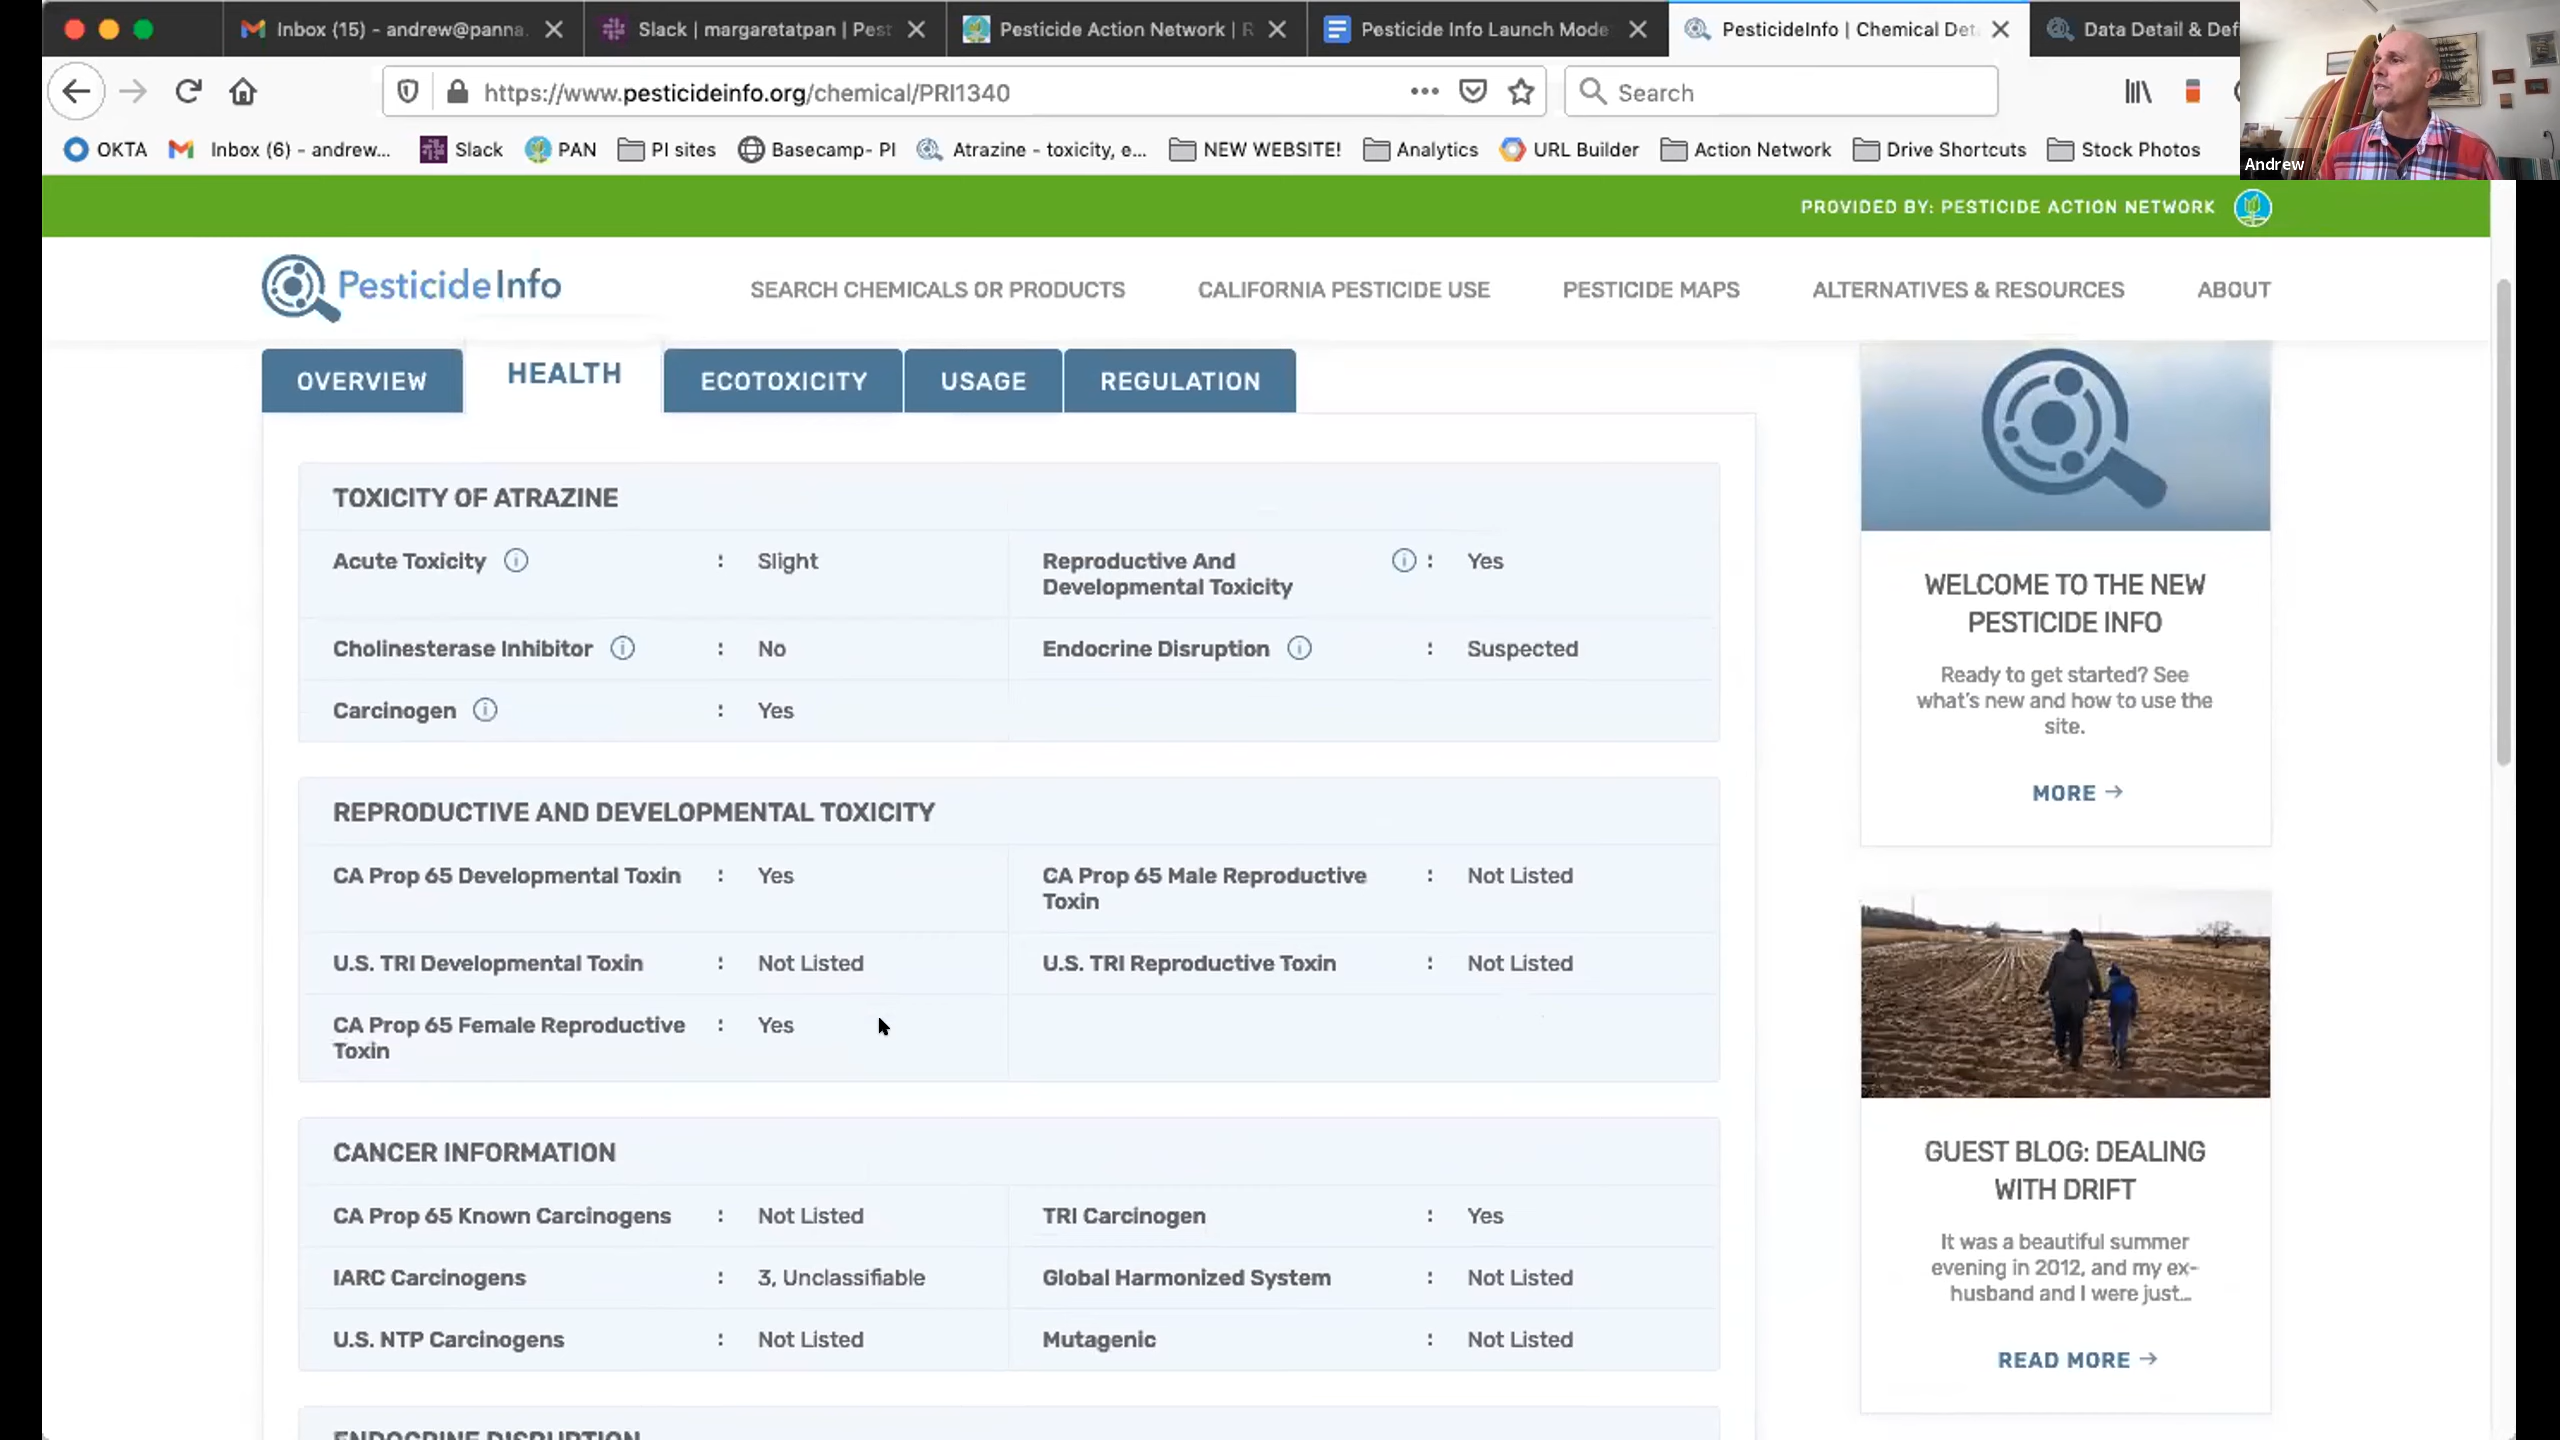 Inbox (15) - andrew@panna.
Slack | margaretatpan | Pest
Pesticide Action Network | R
Pesticide Info Launch Mode
PesticideInfo | Chemical Det
Data Detail & Def
https://www.pesticideinfo.org/chemical/PRI1340
Search
OKTA
Inbox (6) - andrew...
Slack
PAN
PI sites
Basecamp- PI
Atrazine - toxicity, e...
NEW WEBSITE!
Analytics
URL Builder
Action Network
Drive Shortcuts
Stock Photos
Andrew
PROVIDED BY: PESTICIDE ACTION NETWORK
PesticideInfo
SEARCH CHEMICALS OR PRODUCTS
CALIFORNIA PESTICIDE USE
PESTICIDE MAPS
ALTERNATIVES & RESOURCES
ABOUT
OVERVIEW
HEALTH
ECOTOXICITY
USAGE
REGULATION
TOXICITY OF ATRAZINE
Acute Toxicity : Slight
Reproductive And
Developmental Toxicity : Yes
Cholinesterase Inhibitor : No
Endocrine Disruption : Suspected
Carcinogen : Yes
REPRODUCTIVE AND DEVELOPMENTAL TOXICITY
CA Prop 65 Developmental Toxin : Yes
CA Prop 65 Male Reproductive
Toxin : Not Listed
U.S. TRI Developmental Toxin : Not Listed
U.S. TRI Reproductive Toxin : Not Listed
CA Prop 65 Female Reproductive
Toxin : Yes
CANCER INFORMATION
CA Prop 65 Known Carcinogens : Not Listed
TRI Carcinogen : Yes
IARC Carcinogens : 3, Unclassifiable
Global Harmonized System : Not Listed
U.S. NTP Carcinogens : Not Listed
Mutagenic : Not Listed
ENDOCRINE DISRUPTION
WELCOME TO THE NEW
PESTICIDE INFO
Ready to get started? See
what's new and how to use the
site.
MORE →
GUEST BLOG: DEALING
WITH DRIFT
It was a beautiful summer
evening in 2012, and my ex-
husband and I were just...
READ MORE →